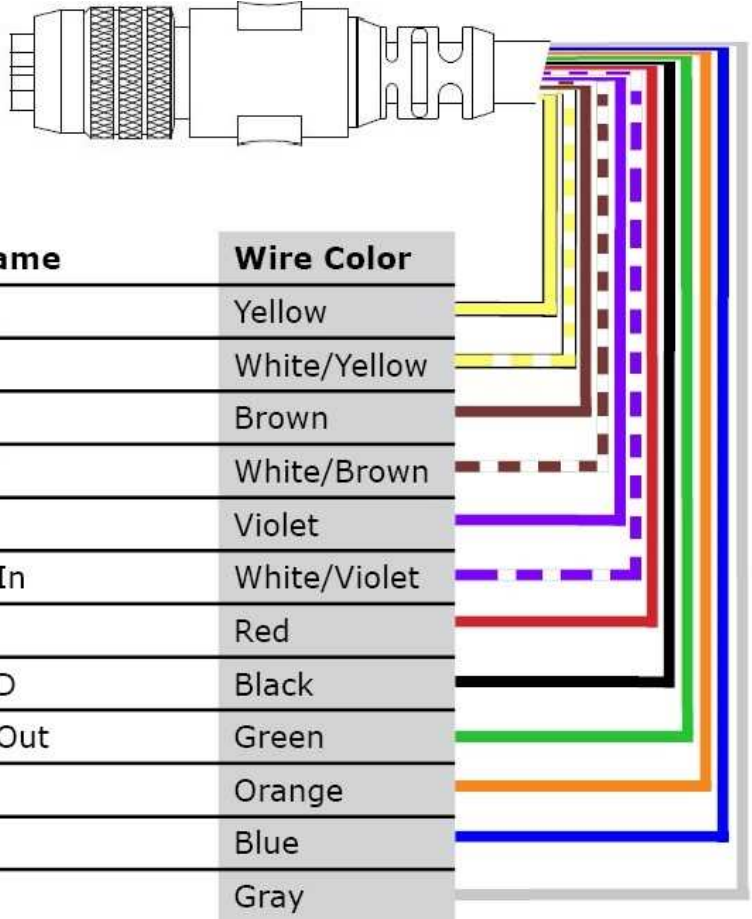 ame Wire Color
Yellow
White/Yellow
Brown
White/Brown
Violet
In White/Violet
Red
D Black
Out Green
Orange
Blue
Gray